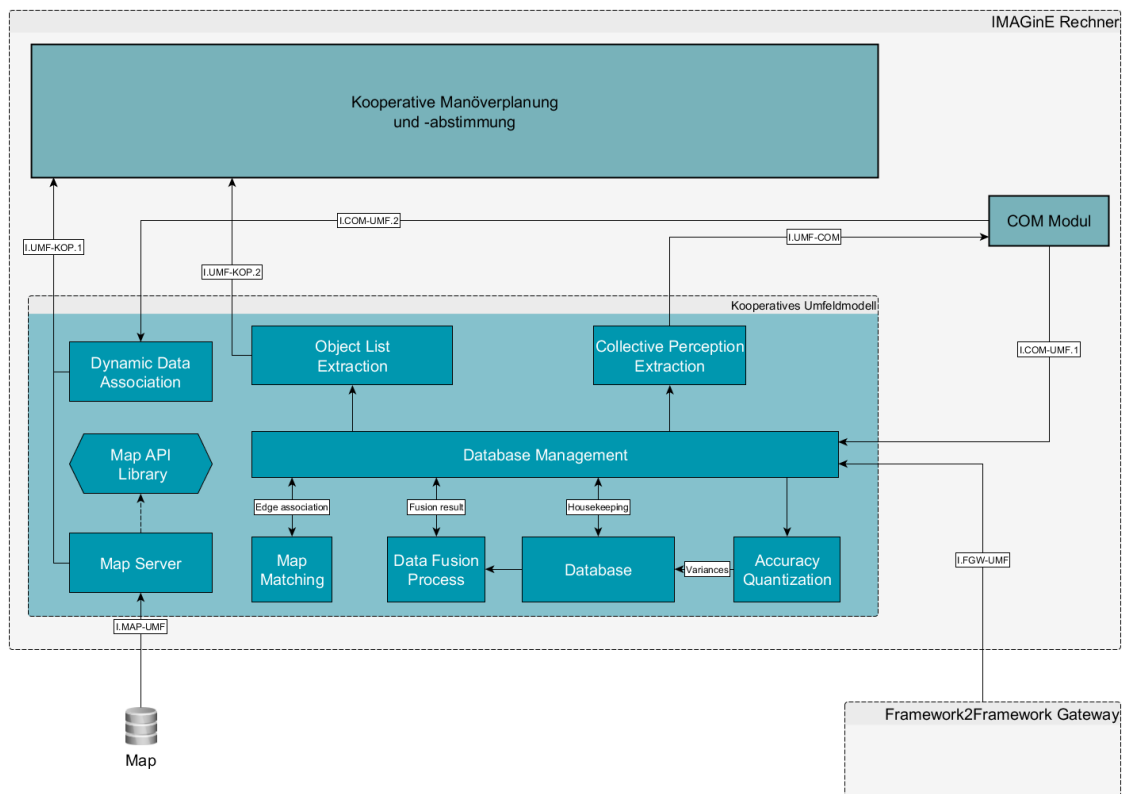 IMAGinE Rechner
Kooperative Manöverplanung
und -abstimmung
COM Modul
I.COM-UMF.2
I.UMF-COM
I.UMF-KOP.1
I.UMF-KOP.2
Kooperatives Umfeldmodell
Dynamic Data
Association
Object List
Extraction
Collective Perception
Extraction
I.COM-UMF.1
Map API
Library
Database Management
Edge association
Fusion result
Housekeeping
Map Server
Map
Matching
Data Fusion
Process
Database
Variances
Accuracy
Quantization
I.FGW-UMF
I.MAP-UMF
Map
Framework2Framework Gateway